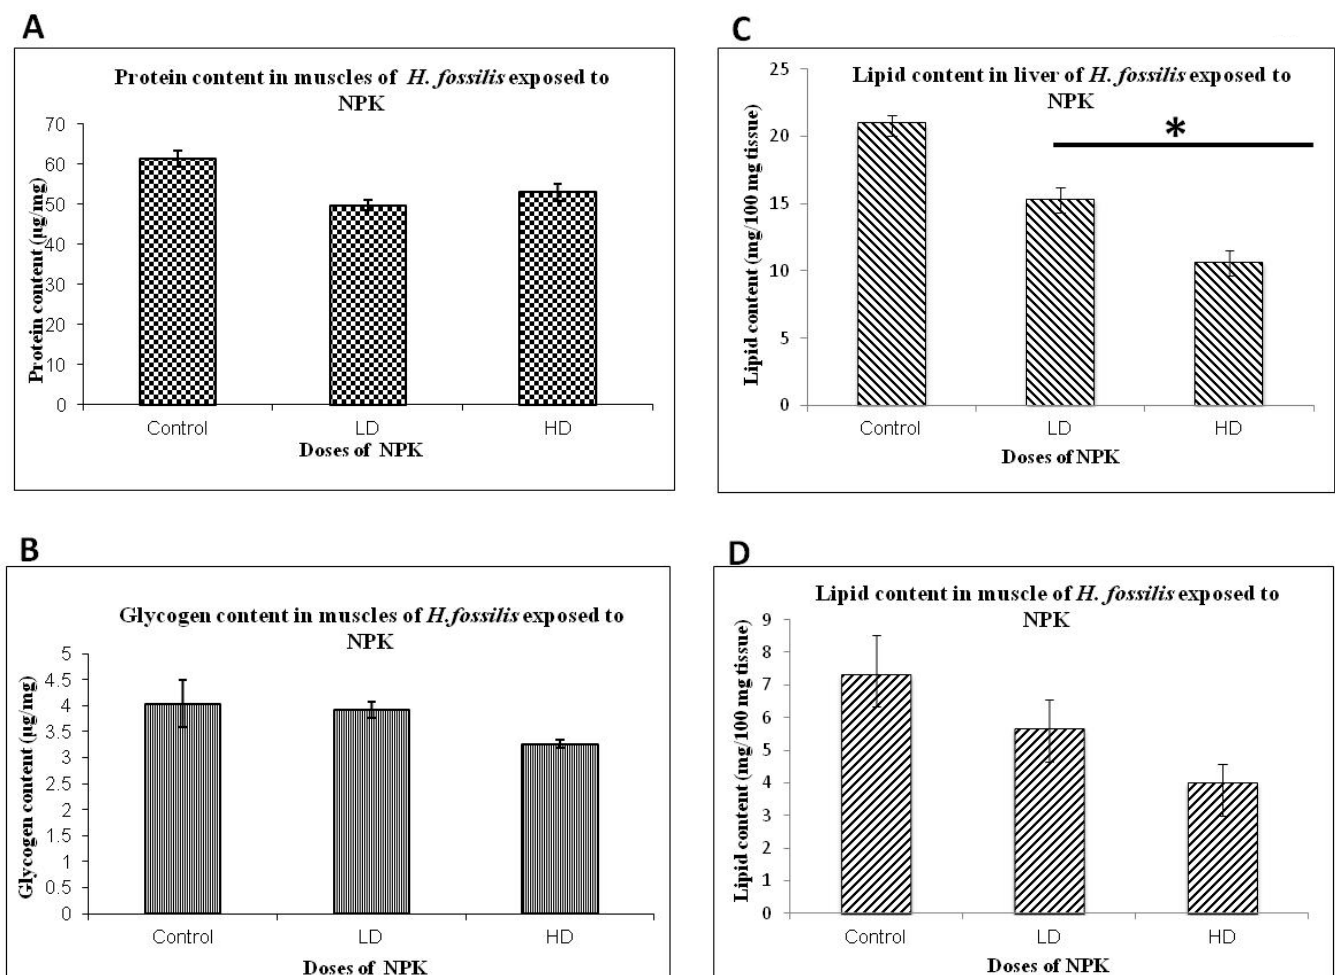 A
Protein content in muscles of H. fossilis exposed to
NPK
70
60
50
40
30
20
10
0
Protein content (µg/mg)
Control LD HD
Doses of NPK
C
Lipid content in liver of H. fossilis exposed to
NPK
25
20
15
10
5
0
Lipid content (mg/100 mg tissue)
*
Control LD HD
Doses of NPK
B
Glycogen content in muscles of H.fossilis exposed to
NPK
5
4.5
4
3.5
3
2.5
2
1.5
1
0.5
0
Glycogen content (µg/mg)
Control LD HD
Doses of NPK
D
Lipid content in muscle of H. fossilis exposed to
NPK
9
8
7
6
5
4
3
2
1
0
Lipid content (mg/100 mg tissue)
Control LD HD
Doses of NPK